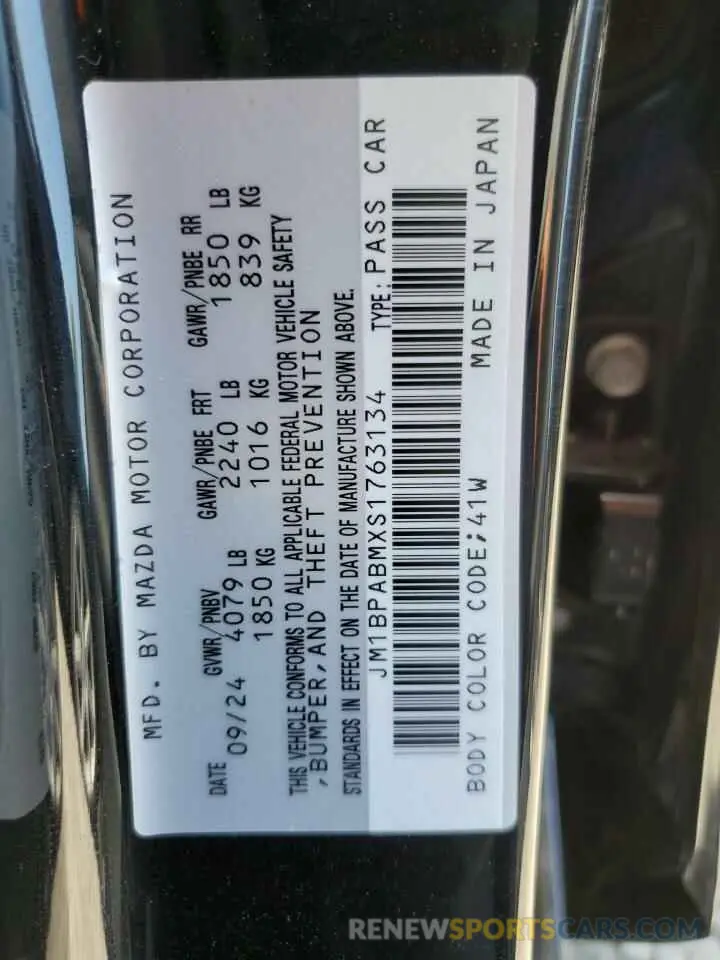 MFD. BY MAZDA MOTOR CORPORATION
DATE GVWR/PNBV GAWR/PNBE FRT GAWR/PNBE RR
09/24 4079 LB 2240 LB 1850 LB
1850 KG 1016 KG 839 KG
THIS VEHICLE CONFORMS TO ALL APPLICABLE FEDERAL MOTOR VEHICLE SAFETY
,BUMPER,AND THEFT PREVENTION
STANDARDS IN EFFECT ON THE DATE OF MANUFACTURE SHOWN ABOVE.
JM1BPABMXS1763134 TYPE: PASS CAR
BODY COLOR CODE;41W MADE IN JAPAN
RENEWSPORTSCARS.COM